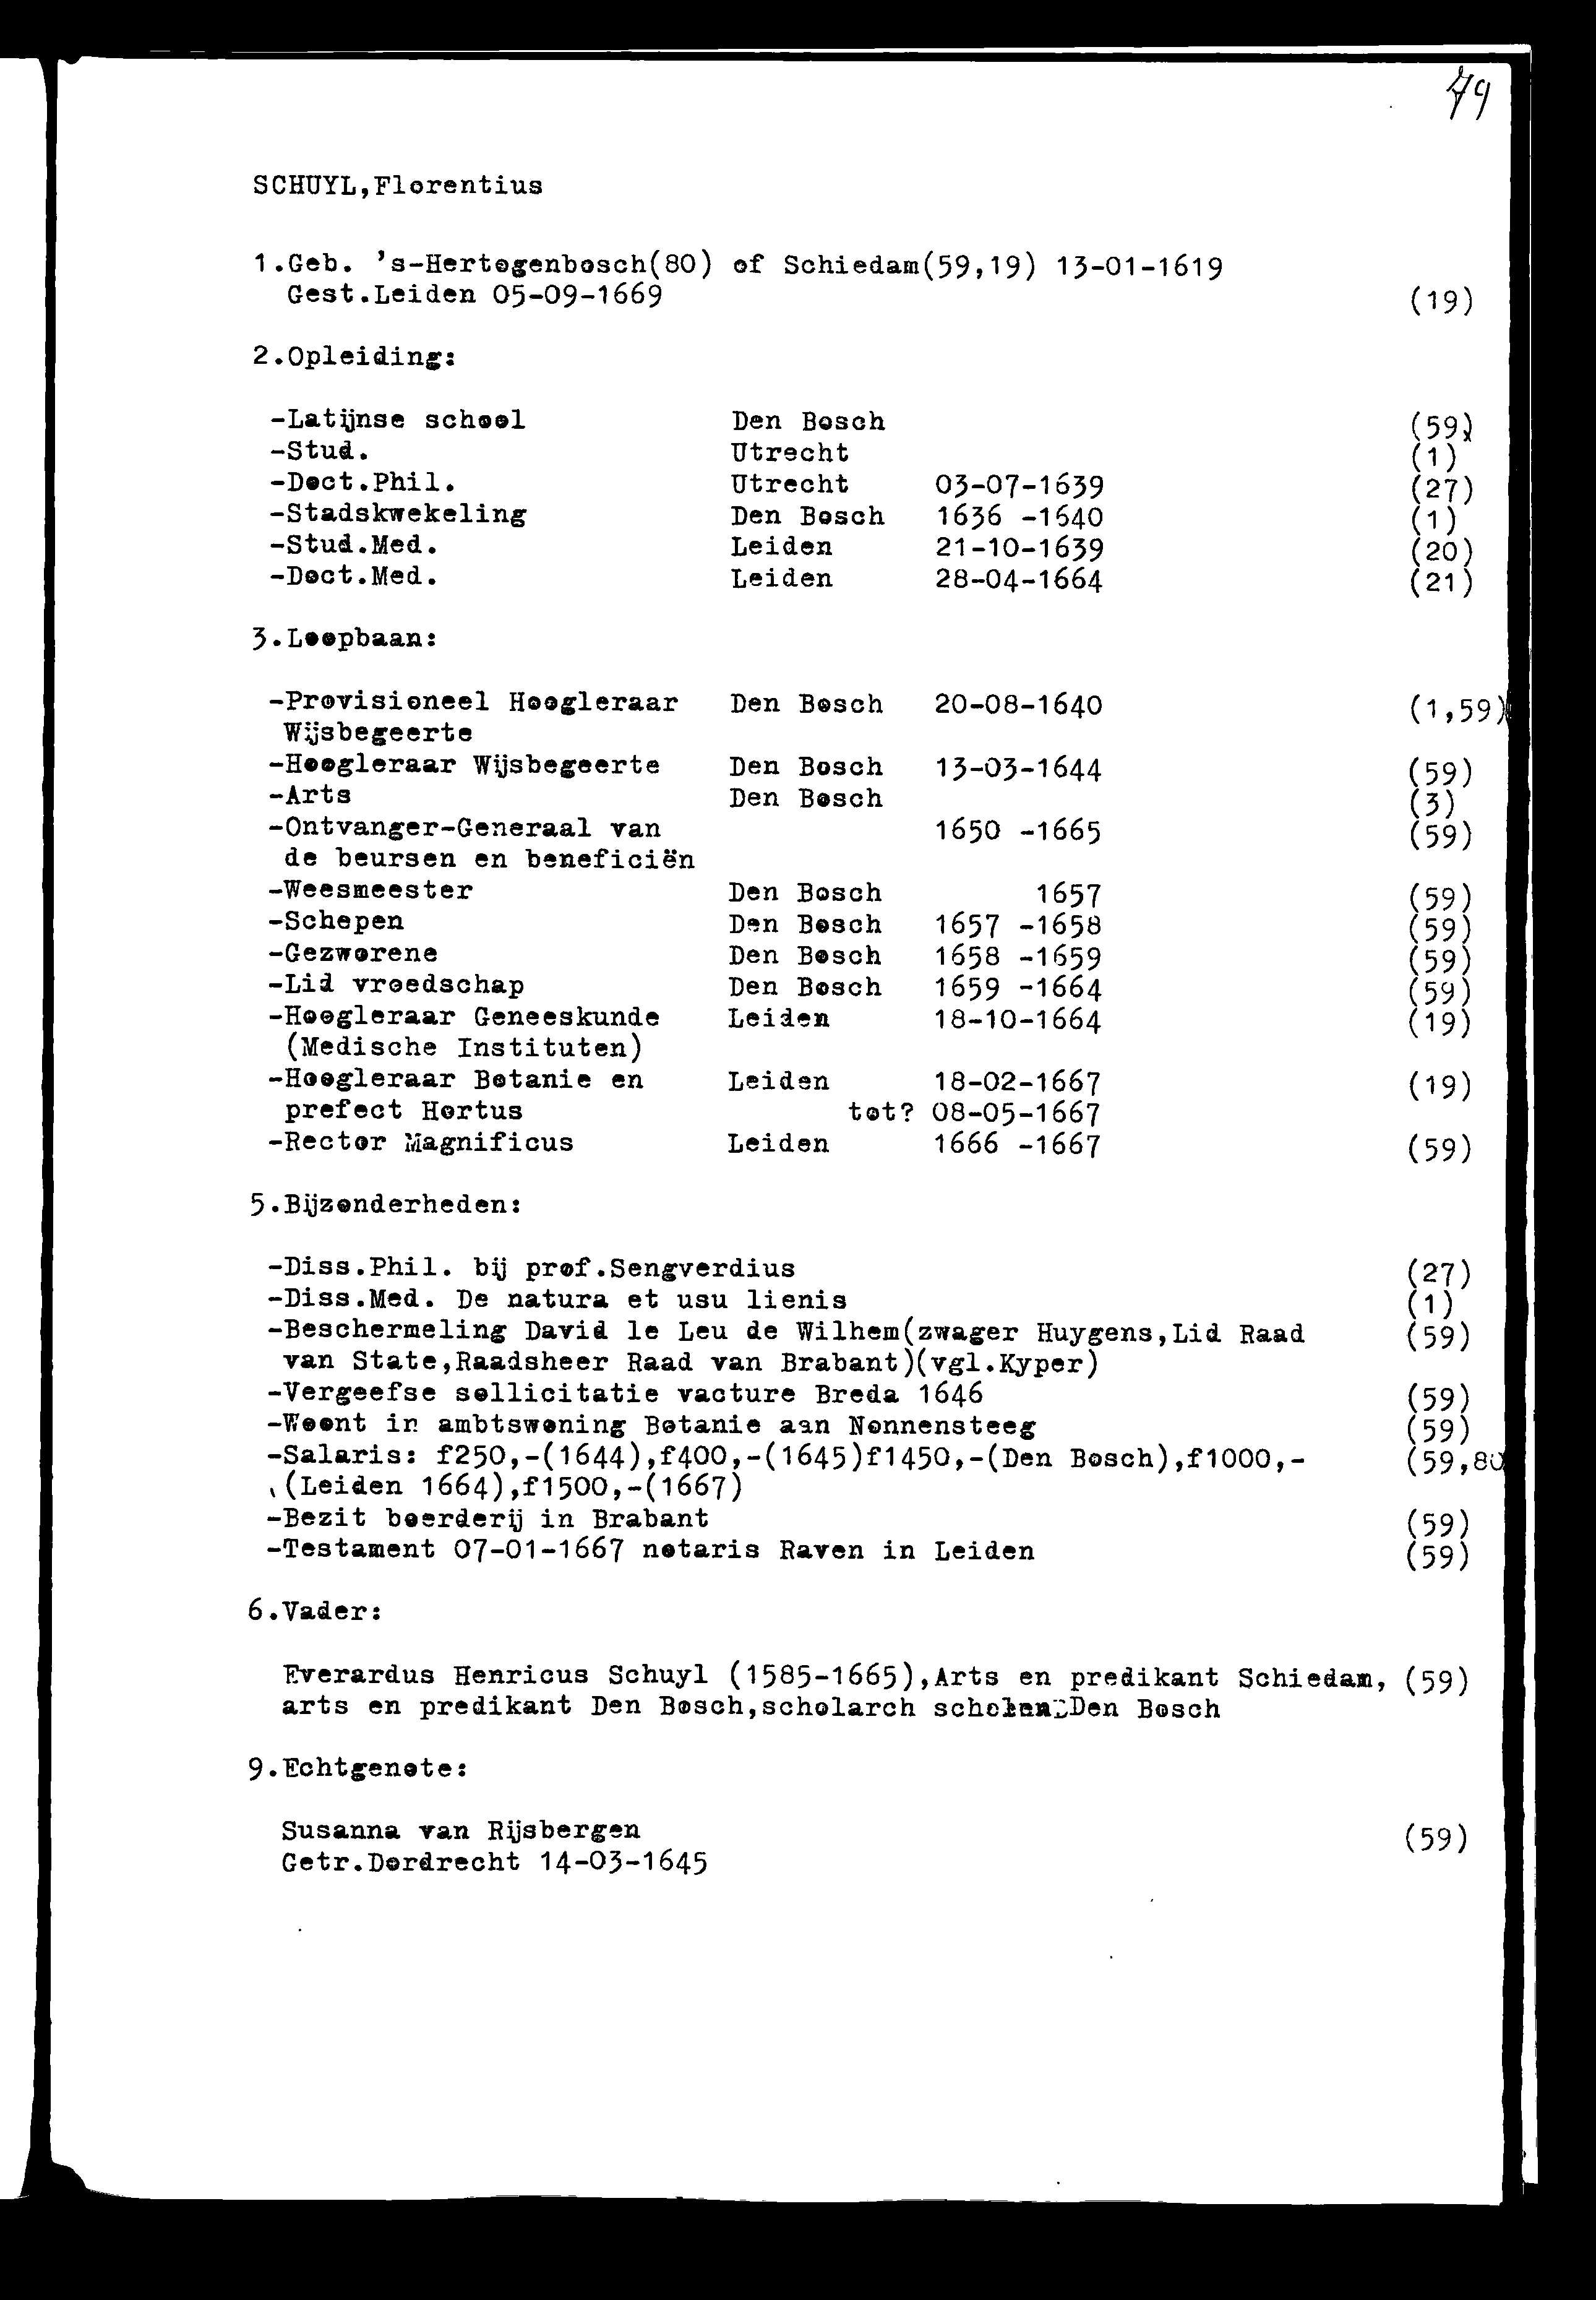 79
SCHUYL,Florentius
1.Geb. 's-Hertogenbosch(80) of Schiedam(59,19) 13-01-1619
Gest.Leiden 05-09-1669 (19)
2.Opleiding:
-Latijnse school Den Bosch (59)
-Stud. Utrecht (1)
-Doct.Phil. Utrecht 03-07-1639 (27)
-Stadskwekeling Den Bosch 1636 -1640 (1)
-Stud.Med. Leiden 21-10-1639 (20)
-Doct.Med. Leiden 28-04-1664 (21)
3.Loopbaan:
-Provisioneel Hoogleraar Den Bosch 20-08-1640 (1,59)
Wijsbegeerte
-Hoogleraar Wijsbegeerte Den Bosch 13-03-1644 (59)
-Arts Den Bosch (3)
-Ontvanger-Generaal van 1650 -1665 (59)
de beursen en beneficiën
-Weesmeester Den Bosch 1657 (59)
-Schepen Den Bosch 1657 -1658 (59)
-Gezworene Den Bosch 1658 -1659 (59)
-Lid vroedschap Den Bosch 1659 -1664 (59)
-Hoogleraar Geneeskunde Leiden 18-10-1664 (19)
(Medische Instituten)
-Hoogleraar Botanie en Leiden 18-02-1667 (19)
prefect Hortus tot? 08-05-1667
-Rector Magnificus Leiden 1666 -1667 (59)
5.Bijzonderheden:
-Diss.Phil. bij prof.Sengverdius (27)
-Diss.Med. De natura et usu lienis (1)
-Beschermeling David le Leu de Wilhem(zwager Huygens,Lid Raad (59)
van State,Raadsheer Raad van Brabant)(vgl.Kyper)
-Vergeefse sollicitatie vacture Breda 1646 (59)
-Woont in ambtswoning Botanie aan Nonnensteeg (59)
-Salaris: f250,-(1644),f400,-(1645)f1450,-(Den Bosch),f1000,- (59,80
(Leiden 1664),f1500,-(1667)
-Bezit boerderij in Brabant (59)
-Testament 07-01-1667 notaris Raven in Leiden (59)
6.Vader:
Everardus Henricus Schuyl (1585-1665),Arts en predikant Schiedam, (59)
arts en predikant Den Bosch,scholarch scholen Den Bosch
9.Echtgenote:
Susanna van Rijsbergen (59)
Getr.Dordrecht 14-03-1645